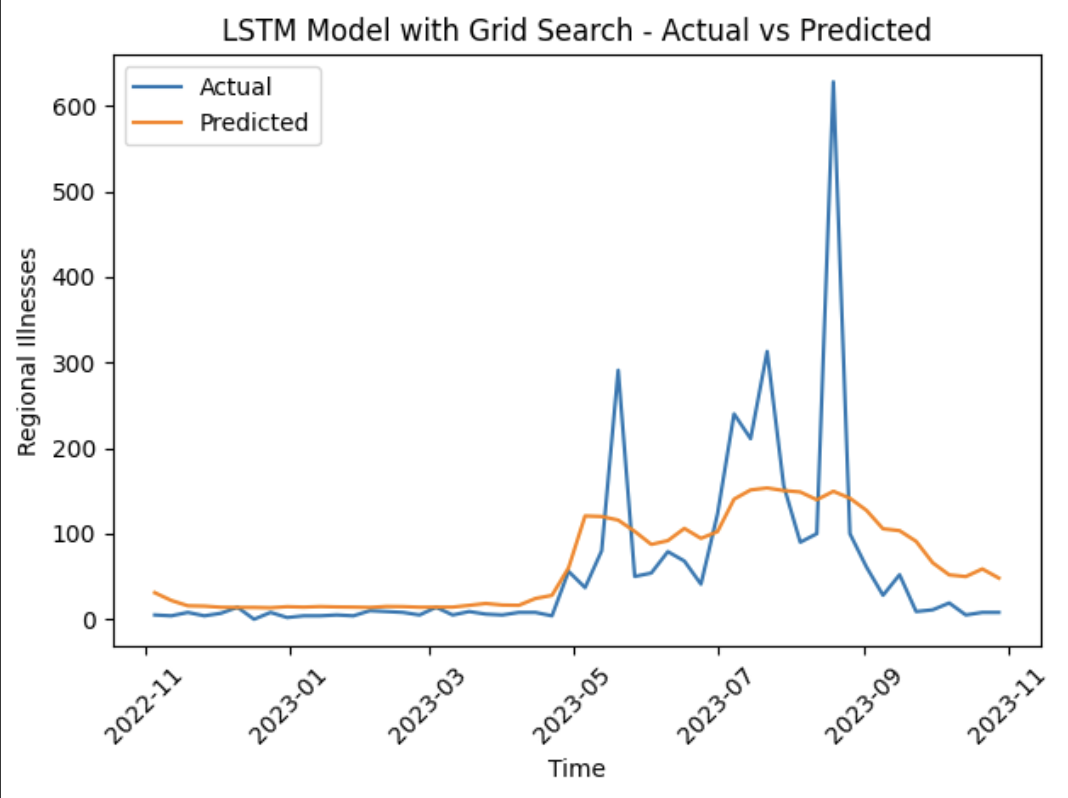 LSTM Model with Grid Search - Actual vs Predicted
Actual
Predicted
600
500
400
300
200
100
0
Regional Illnesses
2022-11
2023-01
2023-03
2023-05
2023-07
2023-09
2023-11
Time